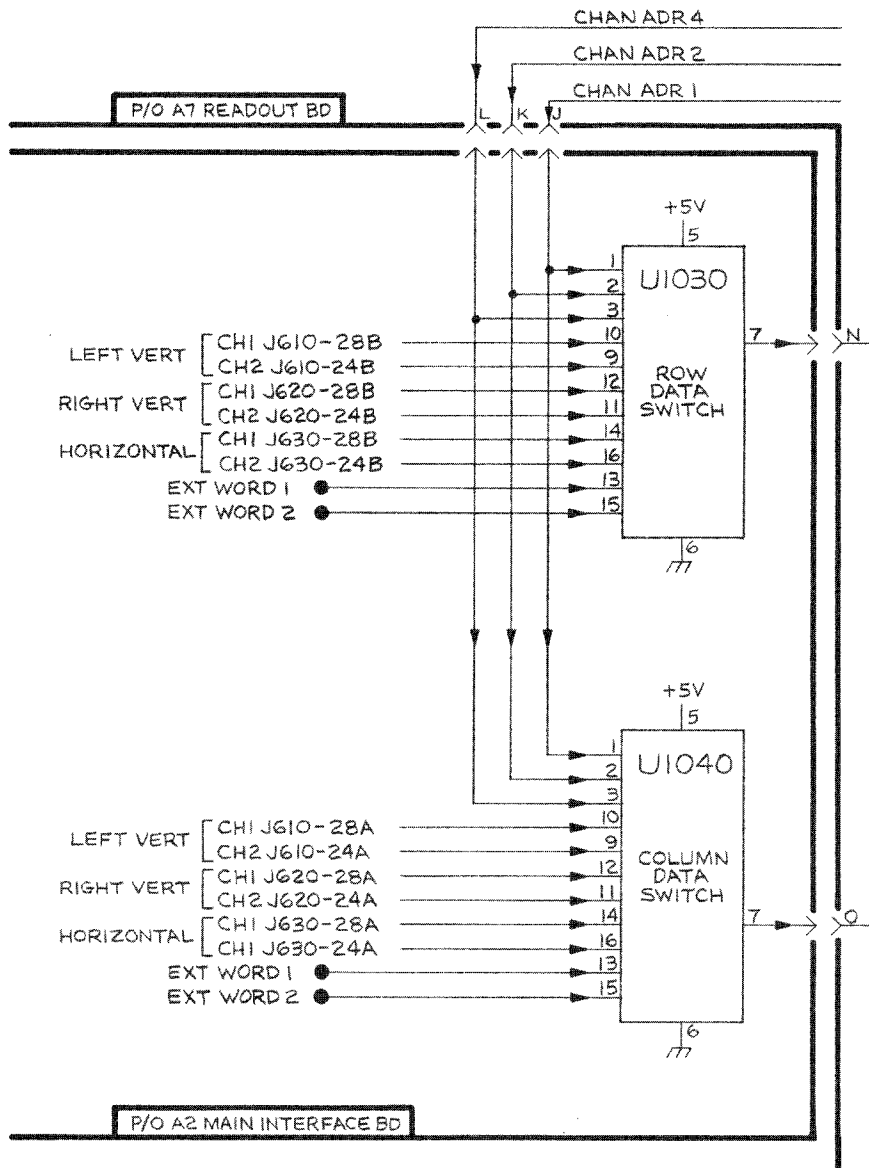 CHAN ADR 4
CHAN ADR 2
CHAN ADR 1
P/O A7 READOUT BD
L K J
+5V
5
U1030
ROW
DATA
SWITCH
1
2
3
LEFT VERT
CH1 J610-28B 10
CH2 J610-24B 9
RIGHT VERT
CH1 J620-28B 12
CH2 J620-24B 11
HORIZONTAL
CH1 J630-28B 14
CH2 J630-24B 16
EXT WORD 1 13
EXT WORD 2 15
7
N
6
+5V
5
U1040
COLUMN
DATA
SWITCH
1
2
3
LEFT VERT
CH1 J610-28A 10
CH2 J610-24A 9
RIGHT VERT
CH1 J620-28A 12
CH2 J620-24A 11
HORIZONTAL
CH1 J630-28A 14
CH1 J630-24A 16
EXT WORD 1 13
EXT WORD 2 15
7
O
6
P/O A2 MAIN INTERFACE BD